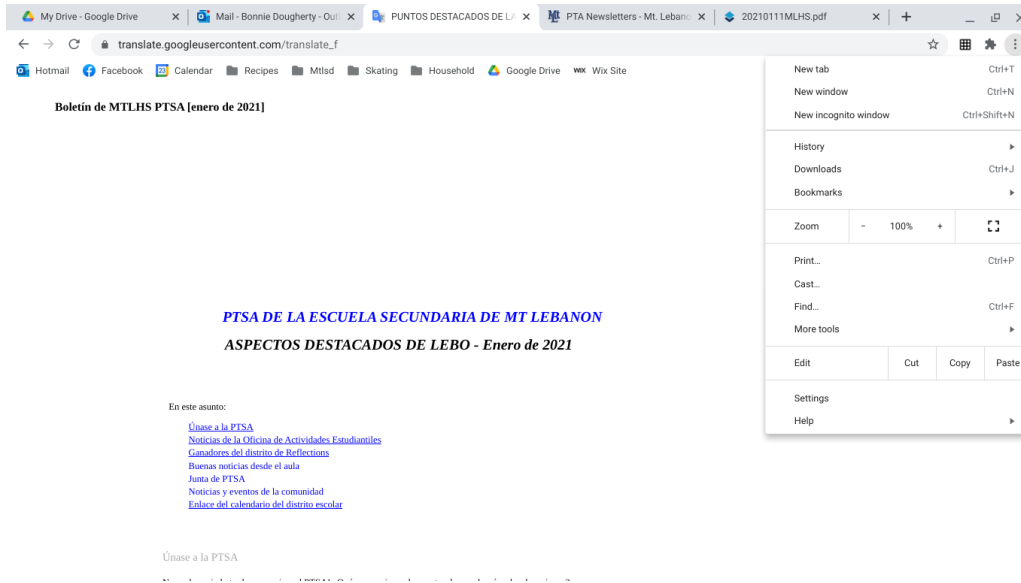 My Drive - Google Drive
Mail - Bonnie Dougherty - Outl
PUNTOS DESTACADOS DE LA
PTA Newsletters - Mt. Lebano
20210111MLHS.pdf
translate.googleusercontent.com/translate_f
Hotmail Facebook Calendar Recipes Mtlsd Skating Household Google Drive WIX Wix Site
New tab Ctrl+T
New window Ctrl+N
New incognito window Ctrl+Shift+N
History
Downloads Ctrl+J
Bookmarks
Zoom - 100% +
Print... Ctrl+P
Cast...
Find... Ctrl+F
More tools
Edit Cut Copy Paste
Settings
Help
Boletín de MTLHS PTSA [enero de 2021]
PTSA DE LA ESCUELA SECUNDARIA DE MT LEBANON
ASPECTOS DESTACADOS DE LEBO - Enero de 2021
En este asunto:
Únase a la PTSA
Noticias de la Oficina de Actividades Estudiantiles
Ganadores del distrito de Reflections
Buenas noticias desde el aula
Junta de PTSA
Noticias y eventos de la comunidad
Enlace del calendario del distrito escolar
Únase a la PTSA